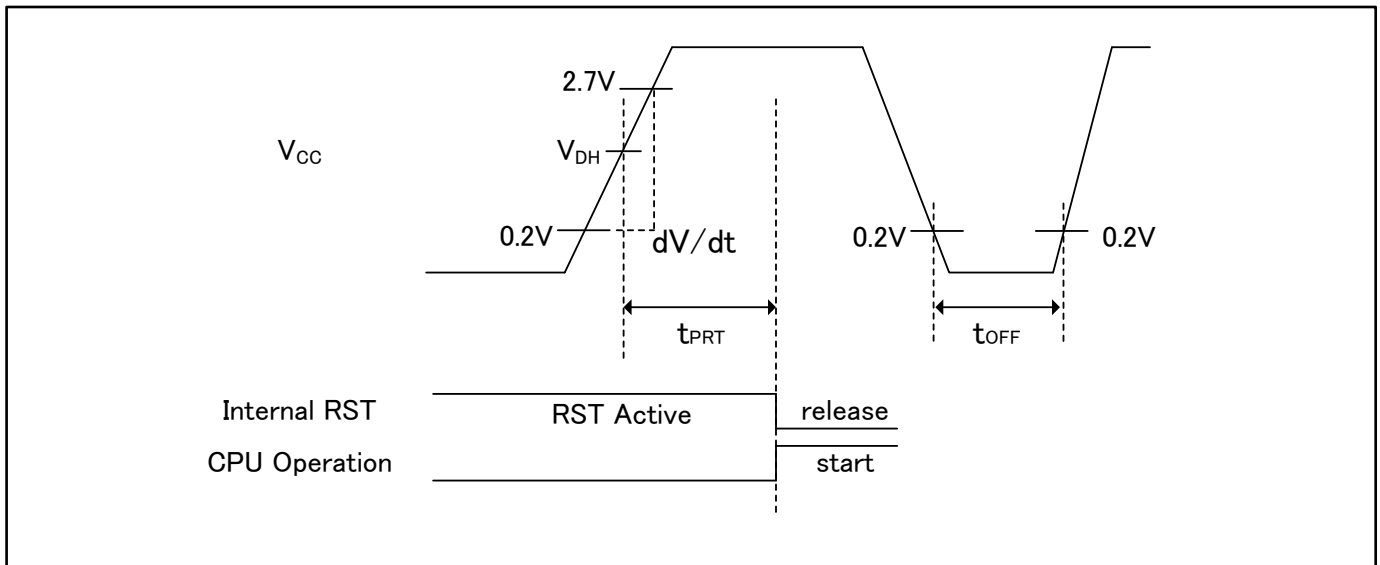 2.7V
VCC
VDH
0.2V
dV/dt
0.2V
0.2V
tPRT
tOFF
Internal RST
RST Active
release
CPU Operation
start